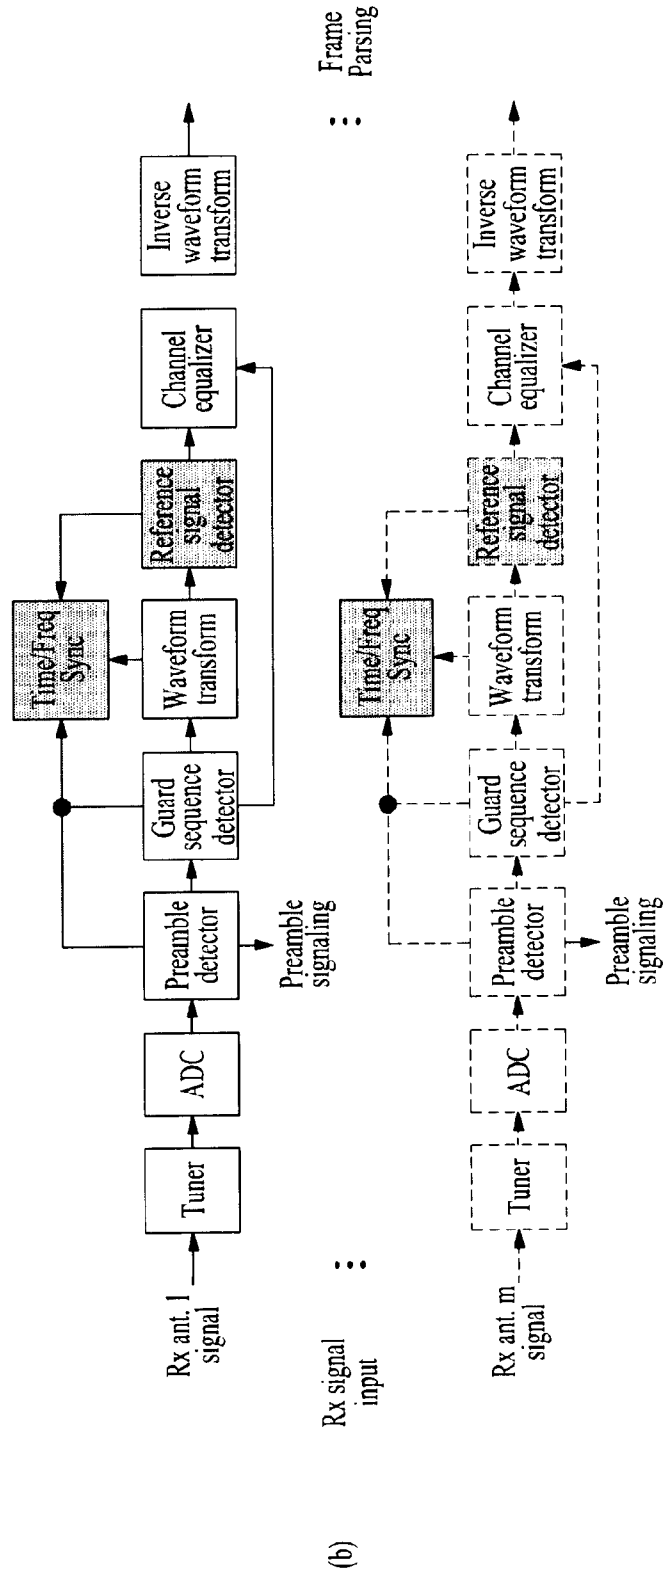 (b)
Rx signal
input
Rx ant. 1
signal
Tuner
ADC
Preamble
detector
Preamble
signaling
Guard
sequence
detector
Time/Freq
Sync
Waveform
transform
Reference
signal
detector
Channel
equalizer
Inverse
waveform
transform
Frame
Parsing
Rx ant. m
signal
Tuner
ADC
Preamble
detector
Preamble
signaling
Guard
sequence
detector
Time/Freq
Sync
Waveform
transform
Reference
signal
detector
Channel
equalizer
Inverse
waveform
transform